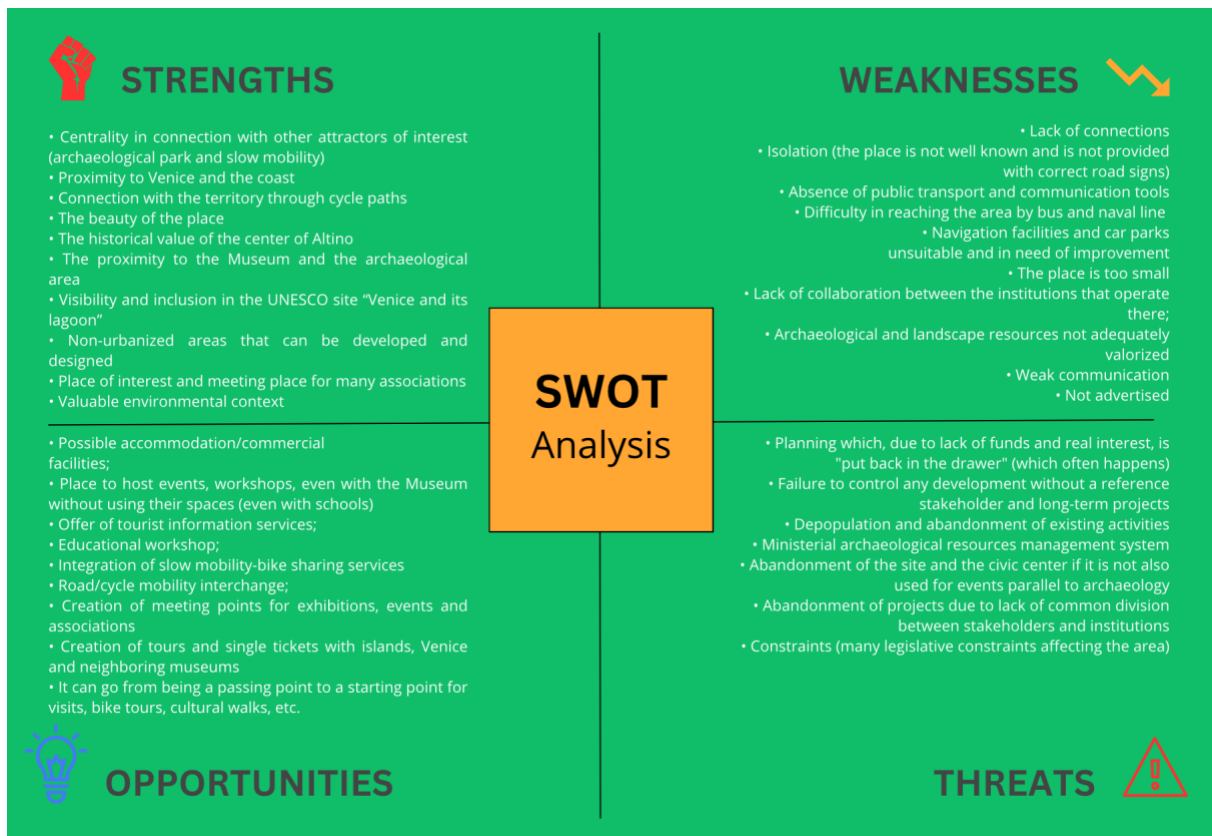 STRENGTHS
• Centrality in connection with other attractors of interest
(archaeological park and slow mobility)
• Proximity to Venice and the coast
• Connection with the territory through cycle paths
• The beauty of the place
• The historical value of the center of Altino
• The proximity to the Museum and the archaeological
area
• Visibility and inclusion in the UNESCO site “Venice and its
lagoon”
• Non-urbanized areas that can be developed and
designed
• Place of interest and meeting place for many associations
• Valuable environmental context
WEAKNESSES
• Lack of connections
• Isolation (the place is not well known and is not provided
with correct road signs)
• Absence of public transport and communication tools
• Difficulty in reaching the area by bus and naval line
• Navigation facilities and car parks
unsuitable and in need of improvement
• The place is too small
• Lack of collaboration between the institutions that operate
there;
• Archaeological and landscape resources not adequately
valorized
• Weak communication
• Not advertised
SWOT
Analysis
• Possible accommodation/commercial
facilities;
• Place to host events, workshops, even with the Museum
without using their spaces (even with schools)
• Offer of tourist information services;
• Educational workshop;
• Integration of slow mobility-bike sharing services
• Road/cycle mobility interchange;
• Creation of meeting points for exhibitions, events and
associations
• Creation of tours and single tickets with islands, Venice
and neighboring museums
• It can go from being a passing point to a starting point for
visits, bike tours, cultural walks, etc.
OPPORTUNITIES
• Planning which, due to lack of funds and real interest, is
"put back in the drawer" (which often happens)
• Failure to control any development without a reference
stakeholder and long-term projects
• Depopulation and abandonment of existing activities
• Ministerial archaeological resources management system
• Abandonment of the site and the civic center if it is not also
used for events parallel to archaeology
• Abandonment of projects due to lack of common division
between stakeholders and institutions
• Constraints (many legislative constraints affecting the area)
THREATS